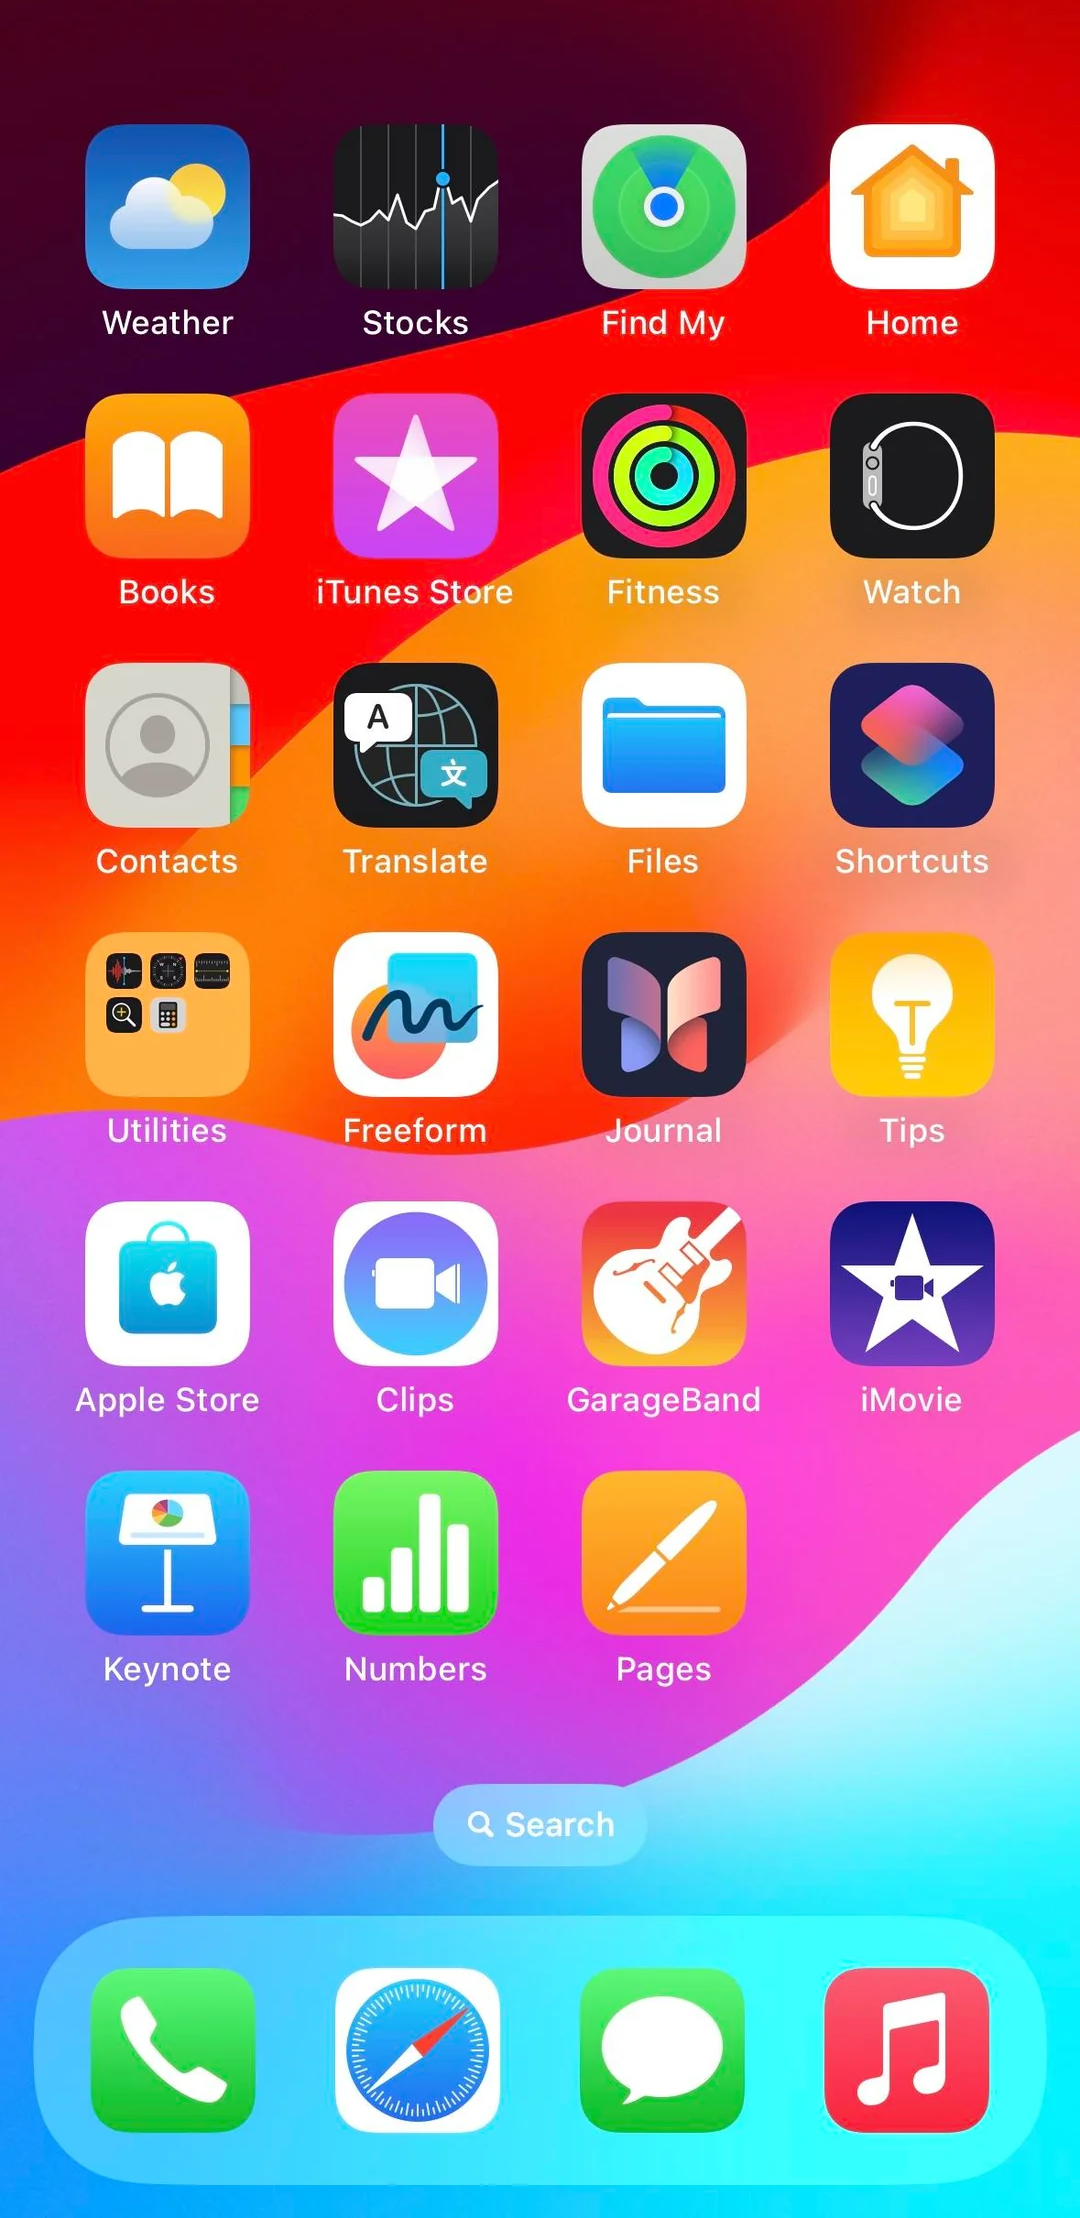 Weather Stocks Find My Home
Books iTunes Store Fitness Watch
A
文
Contacts Translate Files Shortcuts
Utilities Freeform Journal Tips
Apple Store Clips GarageBand iMovie
Keynote Numbers Pages
Search